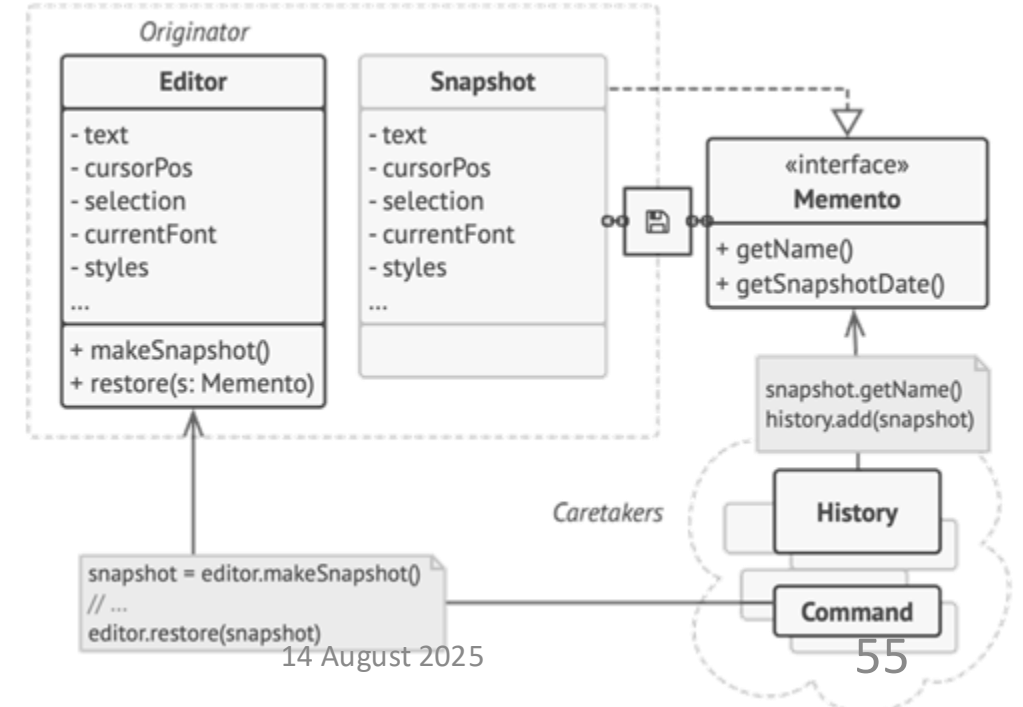 Originator
Editor
- text
- cursorPos
- selection
- currentFont
- styles
...
+ makeSnapshot()
+ restore(s: Memento)
Snapshot
- text
- cursorPos
- selection
- currentFont
- styles
...
«interface»
Memento
+ getName()
+ getSnapshotDate()
snapshot.getName()
history.add(snapshot)
Caretakers
History
Command
snapshot = editor.makeSnapshot()
// ...
editor.restore(snapshot)
14 August 2025
55